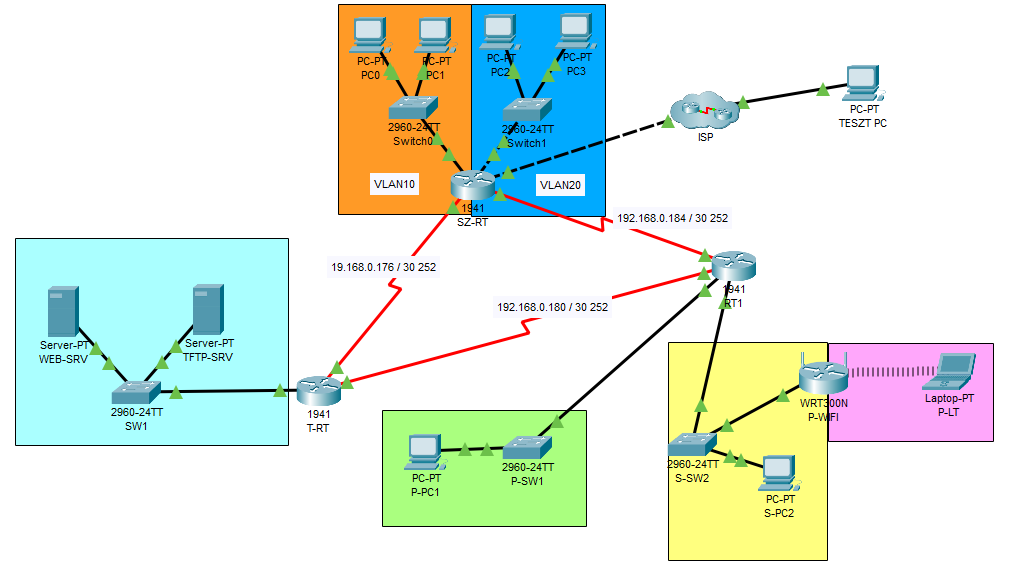 PC-PT
PC0
PC-PT
PC1
PC-PT
PC2
PC-PT
PC3
2960-24TT
Switch0
2960-24TT
Switch1
VLAN10
VLAN20
1941
SZ-RT
ISP
PC-PT
TESZT PC
192.168.0.184 / 30 252
19.168.0.176 / 30 252
192.168.0.180 / 30 252
1941
RT1
Server-PT
WEB-SRV
Server-PT
TFTP-SRV
2960-24TT
SW1
1941
T-RT
PC-PT
P-PC1
2960-24TT
P-SW1
WRT300N
P-WIFI
Laptop-PT
P-LT
2960-24TT
S-SW2
PC-PT
S-PC2